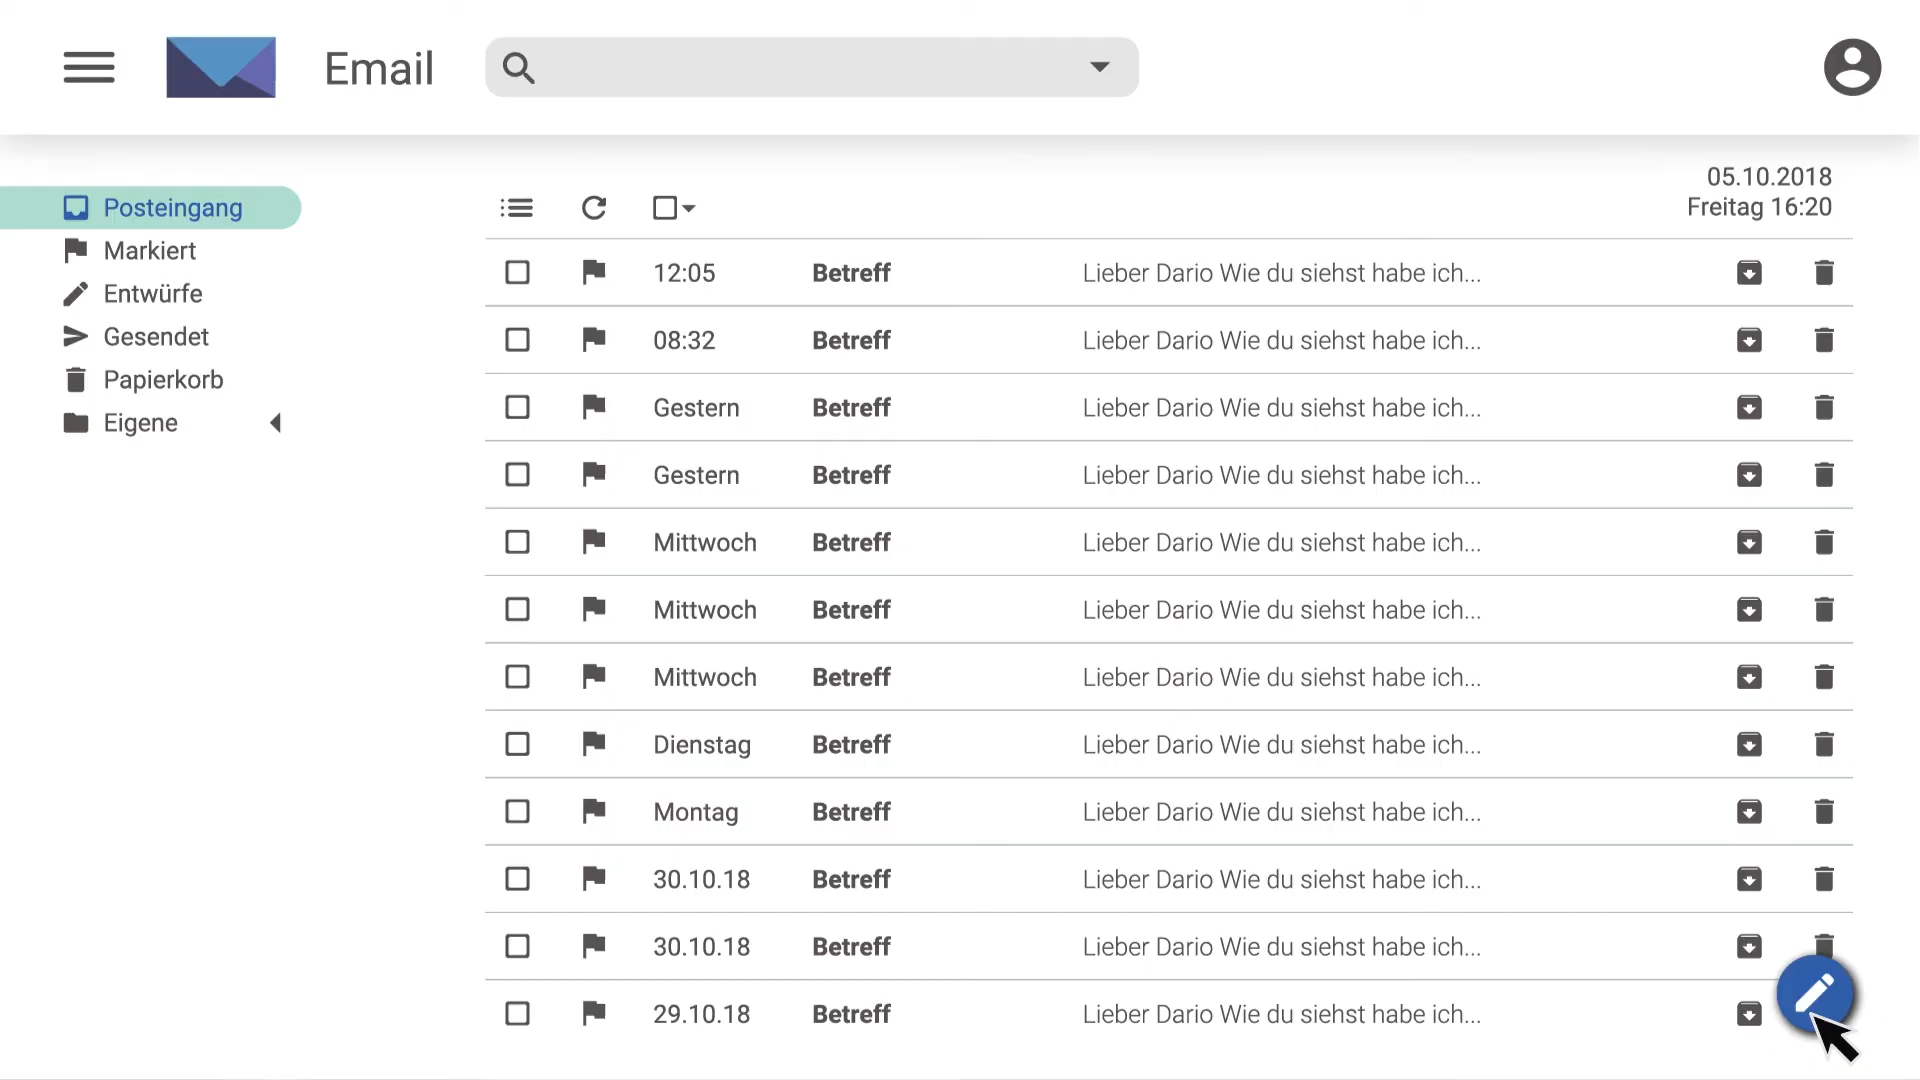 Email
05.10.2018
Freitag 16:20
Posteingang
Markiert
Entwürfe
Gesendet
Papierkorb
Eigene
12:05 Betreff Lieber Dario Wie du siehst habe ich...
08:32 Betreff Lieber Dario Wie du siehst habe ich...
Gestern Betreff Lieber Dario Wie du siehst habe ich...
Gestern Betreff Lieber Dario Wie du siehst habe ich...
Mittwoch Betreff Lieber Dario Wie du siehst habe ich...
Mittwoch Betreff Lieber Dario Wie du siehst habe ich...
Mittwoch Betreff Lieber Dario Wie du siehst habe ich...
Dienstag Betreff Lieber Dario Wie du siehst habe ich...
Montag Betreff Lieber Dario Wie du siehst habe ich...
30.10.18 Betreff Lieber Dario Wie du siehst habe ich...
30.10.18 Betreff Lieber Dario Wie du siehst habe ich...
29.10.18 Betreff Lieber Dario Wie du siehst habe ich...